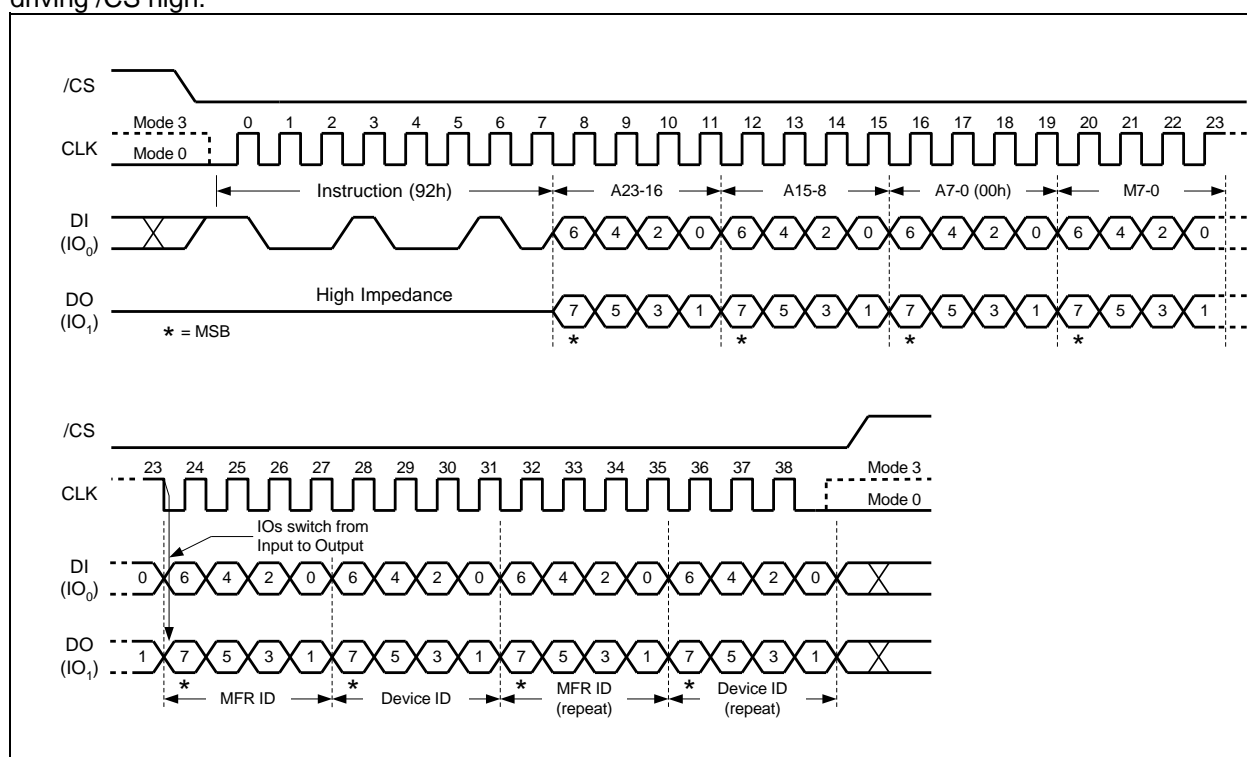 driving /CS high.
/CS
Mode 3 0 1 2 3 4 5 6 7 8 9 10 11 12 13 14 15 16 17 18 19 20 21 22 23
CLK Mode 0
Instruction (92h) A23-16 A15-8 A7-0 (00h) M7-0
DI
(IO0) 6 4 2 0 6 4 2 0 6 4 2 0 6 4 2 0
DO High Impedance
(IO1) 7 5 3 1 7 5 3 1 7 5 3 1 7 5 3 1
* = MSB * * * *
/CS
23 24 25 26 27 28 29 30 31 32 33 34 35 36 37 38 Mode 3
CLK Mode 0
IOs switch from
Input to Output
DI
(IO0) 0 6 4 2 0 6 4 2 0 6 4 2 0 6 4 2 0
DO
(IO1) 1 7 5 3 1 7 5 3 1 7 5 3 1 7 5 3 1
* * * *
MFR ID Device ID MFR ID (repeat) Device ID (repeat)